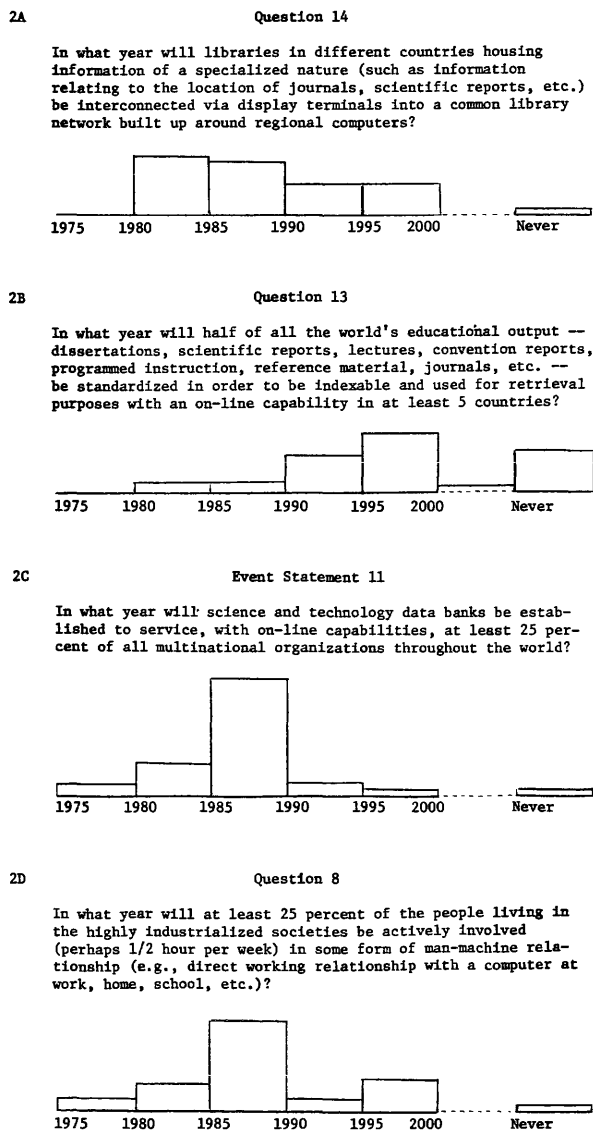 2A Question 14
In what year will libraries in different countries housing
information of a specialized nature (such as information
relating to the location of journals, scientific reports, etc.)
be interconnected via display terminals into a common library
network built up around regional computers?
1975 1980 1985 1990 1995 2000 Never
2B Question 13
In what year will half of all the world's educational output --
dissertations, scientific reports, lectures, convention reports,
programmed instruction, reference material, journals, etc. --
be standardized in order to be indexable and used for retrieval
purposes with an on-line capability in at least 5 countries?
1975 1980 1985 1990 1995 2000 Never
2C Event Statement 11
In what year will science and technology data banks be estab-
lished to service, with on-line capabilities, at least 25 per-
cent of all multinational organizations throughout the world?
1975 1980 1985 1990 1995 2000 Never
2D Question 8
In what year will at least 25 percent of the people living in
the highly industrialized societies be actively involved
(perhaps 1/2 hour per week) in some form of man-machine rela-
tionship (e.g., direct working relationship with a computer at
work, home, school, etc.)?
1975 1980 1985 1990 1995 2000 Never